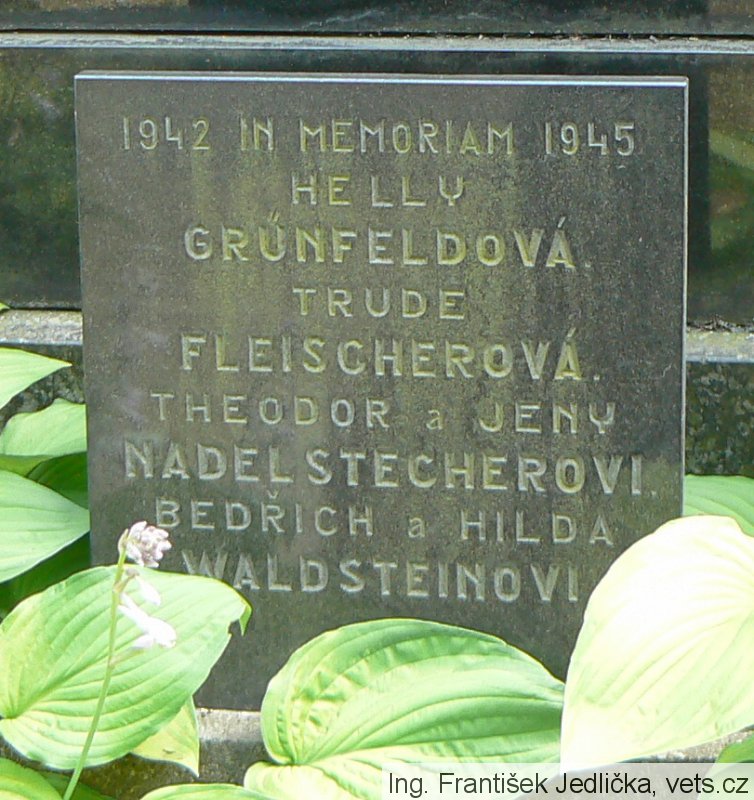 1942 IN MEMORIAM 1945
HELLY
GRŰNFELDOVÁ.
TRUDE
FLEISCHEROVÁ.
THEODOR a JENY
NADELSTECHEROVI.
BEDŘICH a HILDA
WALDSTEINOVI
Ing. František Jedlička, vets.cz